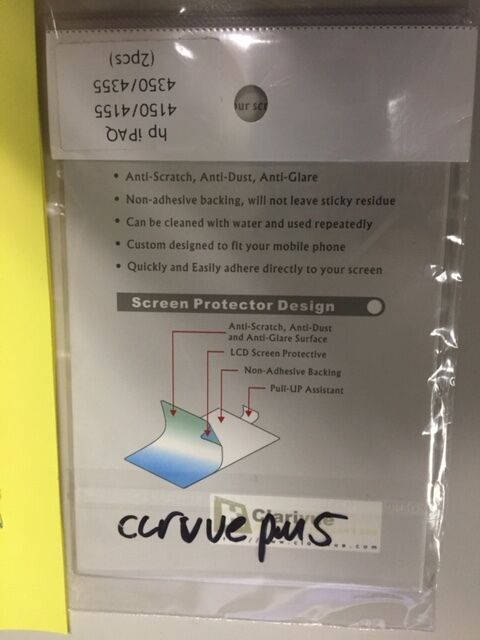 hp iPAQ
4150/4155
4350/4355
(2pcs)
our scr
• Anti-Scratch, Anti-Dust, Anti-Glare
• Non-adhesive backing, will not leave sticky residue
• Can be cleaned with water and used repeatedly
• Custom designed to fit your mobile phone
• Quickly and Easily adhere directly to your screen
Screen Protector Design
Anti-Scratch, Anti-Dust
and Anti-Glare Surface
LCD Screen Protective
Non-Adhesive Backing
Pull-UP Assistant
Clarivue